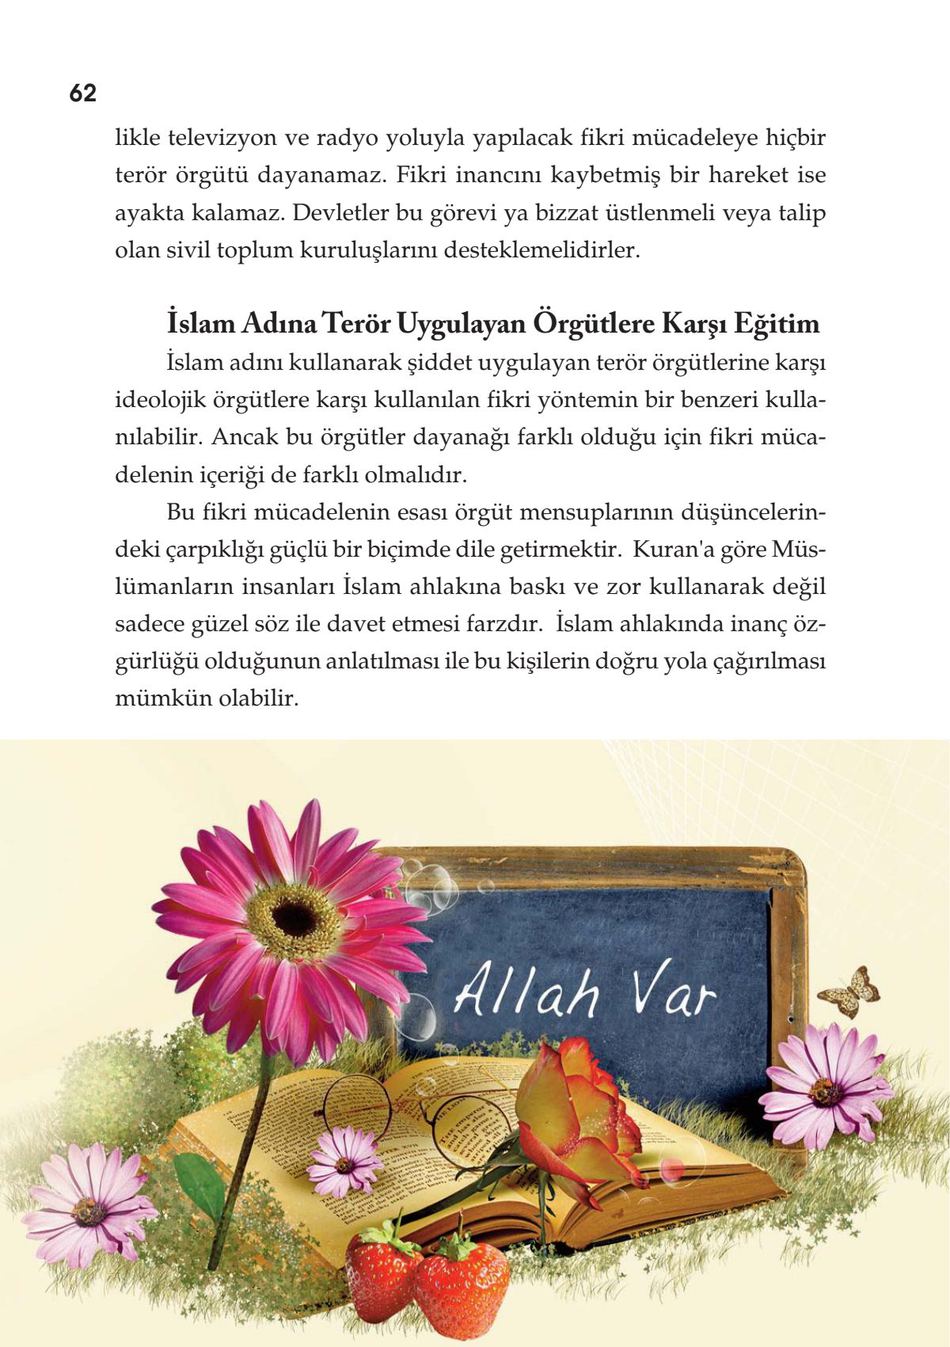 62
likle televizyon ve radyo yoluyla yapılacak fikri mücadeleye hiçbir
terör örgütü dayanamaz. Fikri inancını kaybetmiş bir hareket ise
ayakta kalamaz. Devletler bu görevi ya bizzat üstlenmeli veya talip
olan sivil toplum kuruluşlarını desteklemelidirler.
İslam Adına Terör Uygulayan Örgütlere Karşı Eğitim
İslam adını kullanarak şiddet uygulayan terör örgütlerine karşı
ideolojik örgütlere karşı kullanılan fikri yöntemin bir benzeri kulla-
nılabilir. Ancak bu örgütler dayanağı farklı olduğu için fikri müca-
delenin içeriği de farklı olmalıdır.
Bu fikri mücadelenin esası örgüt mensuplarının düşüncelerin-
deki çarpıklığı güçlü bir biçimde dile getirmektir. Kuran'a göre Müs-
lümanların insanları İslam ahlakına baskı ve zor kullanarak değil
sadece güzel söz ile davet etmesi farzdır. İslam ahlakında inanç öz-
gürlüğü olduğunun anlatılması ile bu kişilerin doğru yola çağırılması
mümkün olabilir.
Allah Var